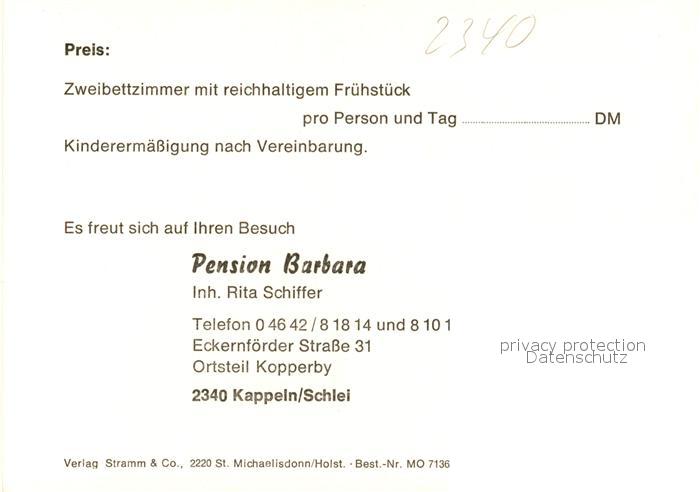 2340
Preis:
Zweibettzimmer mit reichhaltigem Frühstück
pro Person und Tag ........................................ DM
Kinderermäßigung nach Vereinbarung.
Es freut sich auf Ihren Besuch
Pension Barbara
Inh. Rita Schiffer
Telefon 0 46 42 / 8 18 14 und 8 10 1
Eckernförder Straße 31
Ortsteil Kopperby
2340 Kappeln/Schlei
privacy protection
Datenschutz
Verlag Stramm & Co., 2220 St. Michaelisdonn/Holst. · Best.-Nr. MO 7136